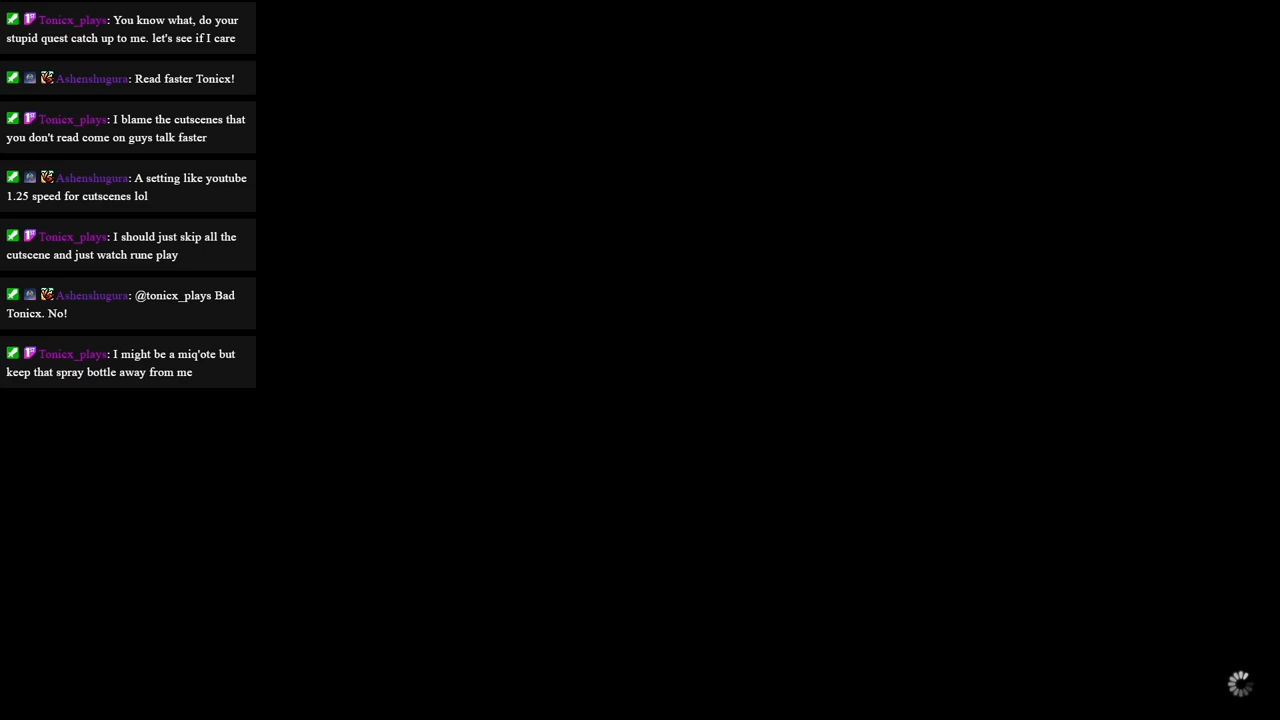 Tonicx_plays: You know what, do your
stupid quest catch up to me. let's see if I care
Ashenshugura: Read faster Tonicx!
Tonicx_plays: I blame the cutscenes that
you don't read come on guys talk faster
Ashenshugura: A setting like youtube
1.25 speed for cutscenes lol
Tonicx_plays: I should just skip all the
cutscene and just watch rune play
Ashenshugura: @tonicx_plays Bad
Tonicx. No!
Tonicx_plays: I might be a miq'ote but
keep that spray bottle away from me